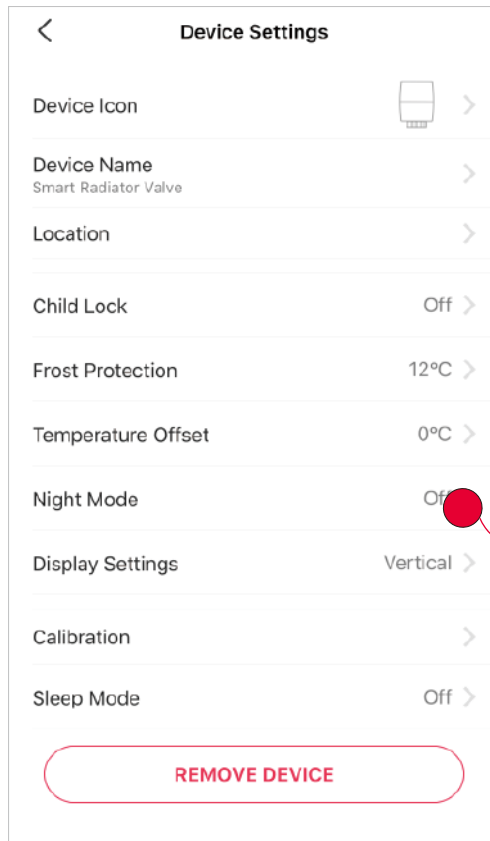 Device Settings
Device Icon
Device Name
Smart Radiator Valve
Location
Child Lock Off
Frost Protection 12°C
Temperature Offset 0°C
Night Mode Off
Display Settings Vertical
Calibration
Sleep Mode Off
REMOVE DEVICE